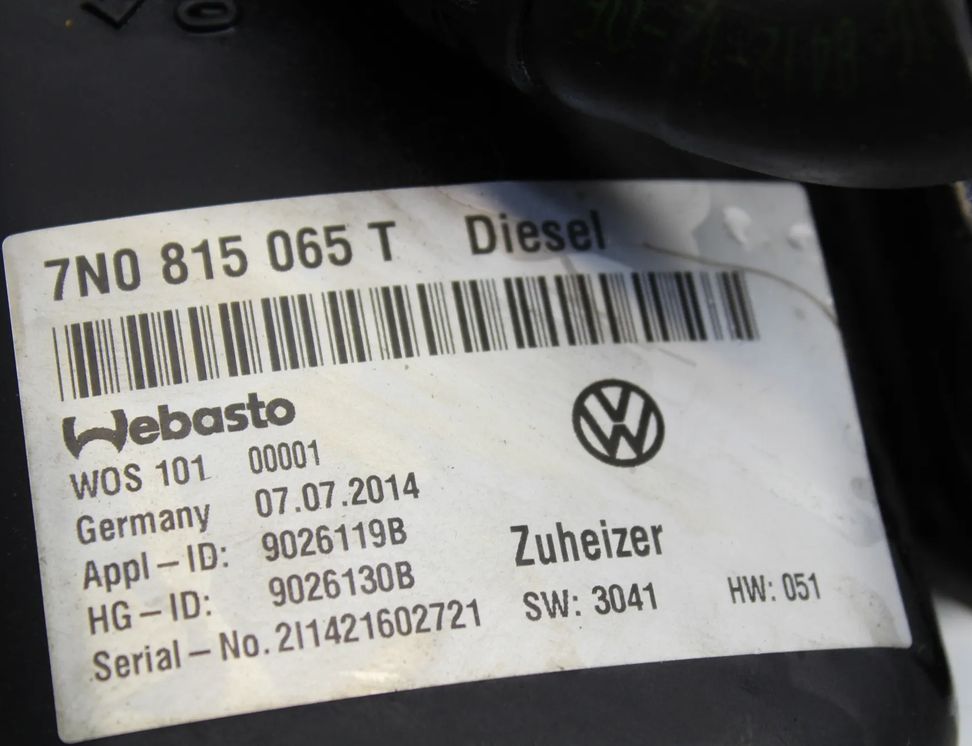 7N0 815 065 T Diesel
Webasto
WOS 101 00001
Germany 07.07.2014
Appl-ID: 9026119B
Zuheizer
HG-ID: 9026130B
SW: 3041 HW: 051
Serial-No. 2I1421602721